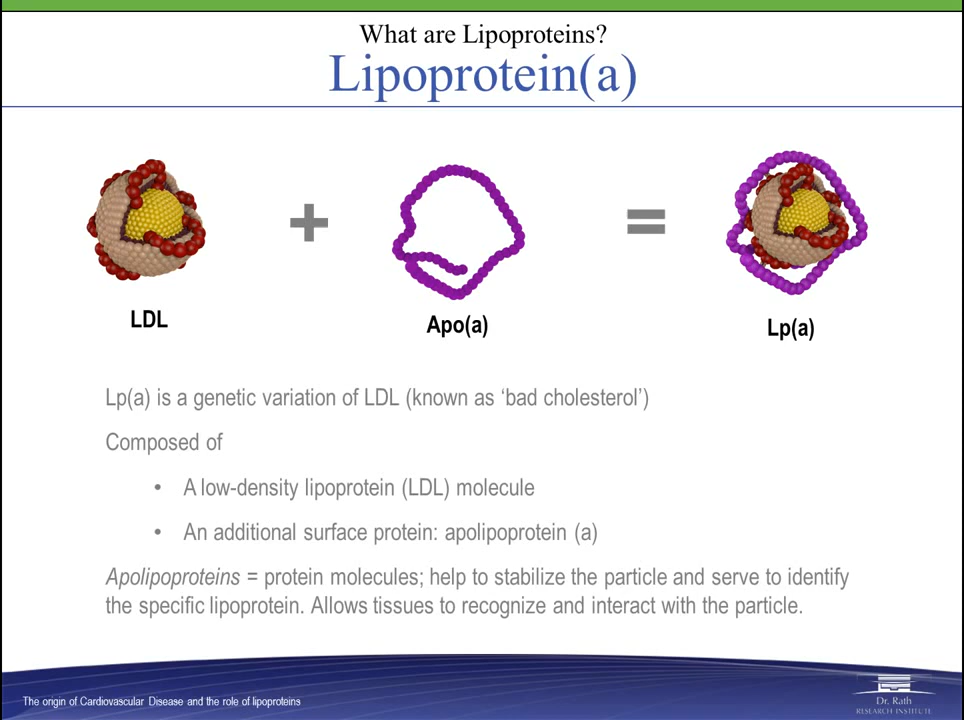 What are Lipoproteins?
Lipoprotein(a)
+
=
LDL
Apo(a)
Lp(a)
Lp(a) is a genetic variation of LDL (known as ‘bad cholesterol’)
Composed of
• A low-density lipoprotein (LDL) molecule
• An additional surface protein: apolipoprotein (a)
Apolipoproteins = protein molecules; help to stabilize the particle and serve to identify
the specific lipoprotein. Allows tissues to recognize and interact with the particle.
The origin of Cardiovascular Disease and the role of lipoproteins
Dr. Rath
RESEARCH INSTITUTE